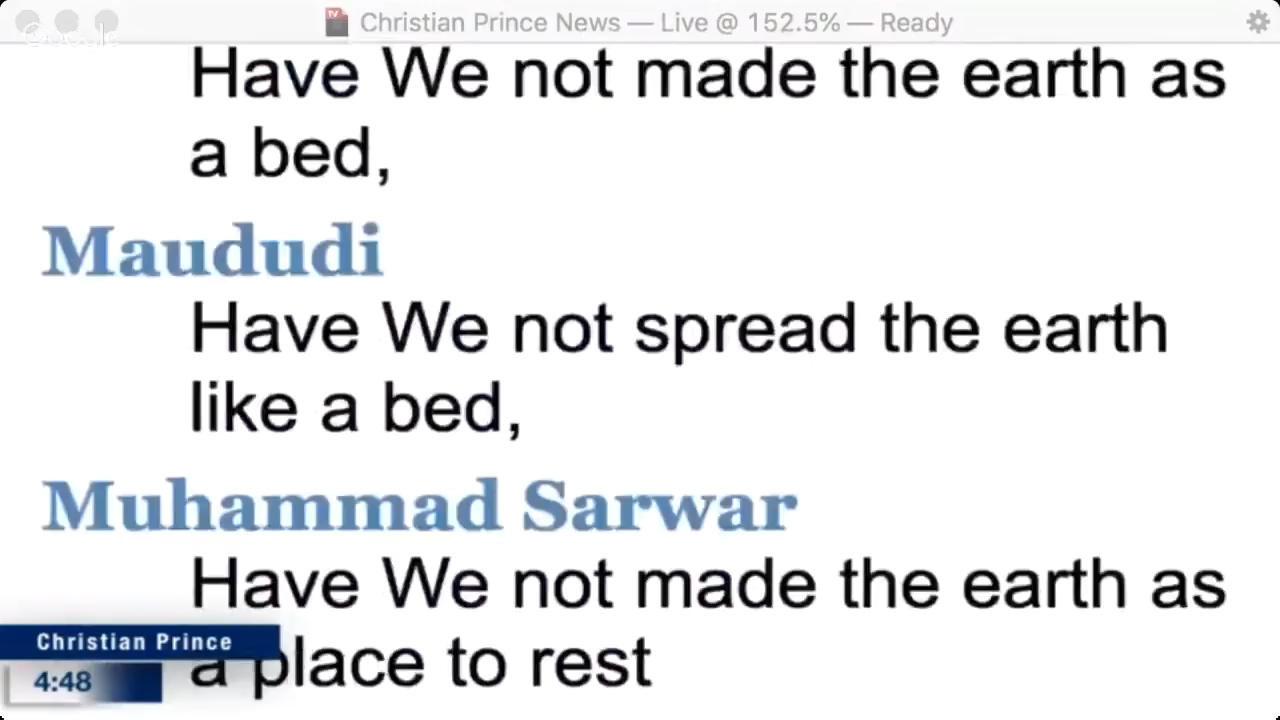 Christian Prince News — Live @ 152.5% — Ready
Google
Have We not made the earth as
a bed,
Maududi
Have We not spread the earth
like a bed,
Muhammad Sarwar
Have We not made the earth as
a place to rest
Christian Prince
4:48